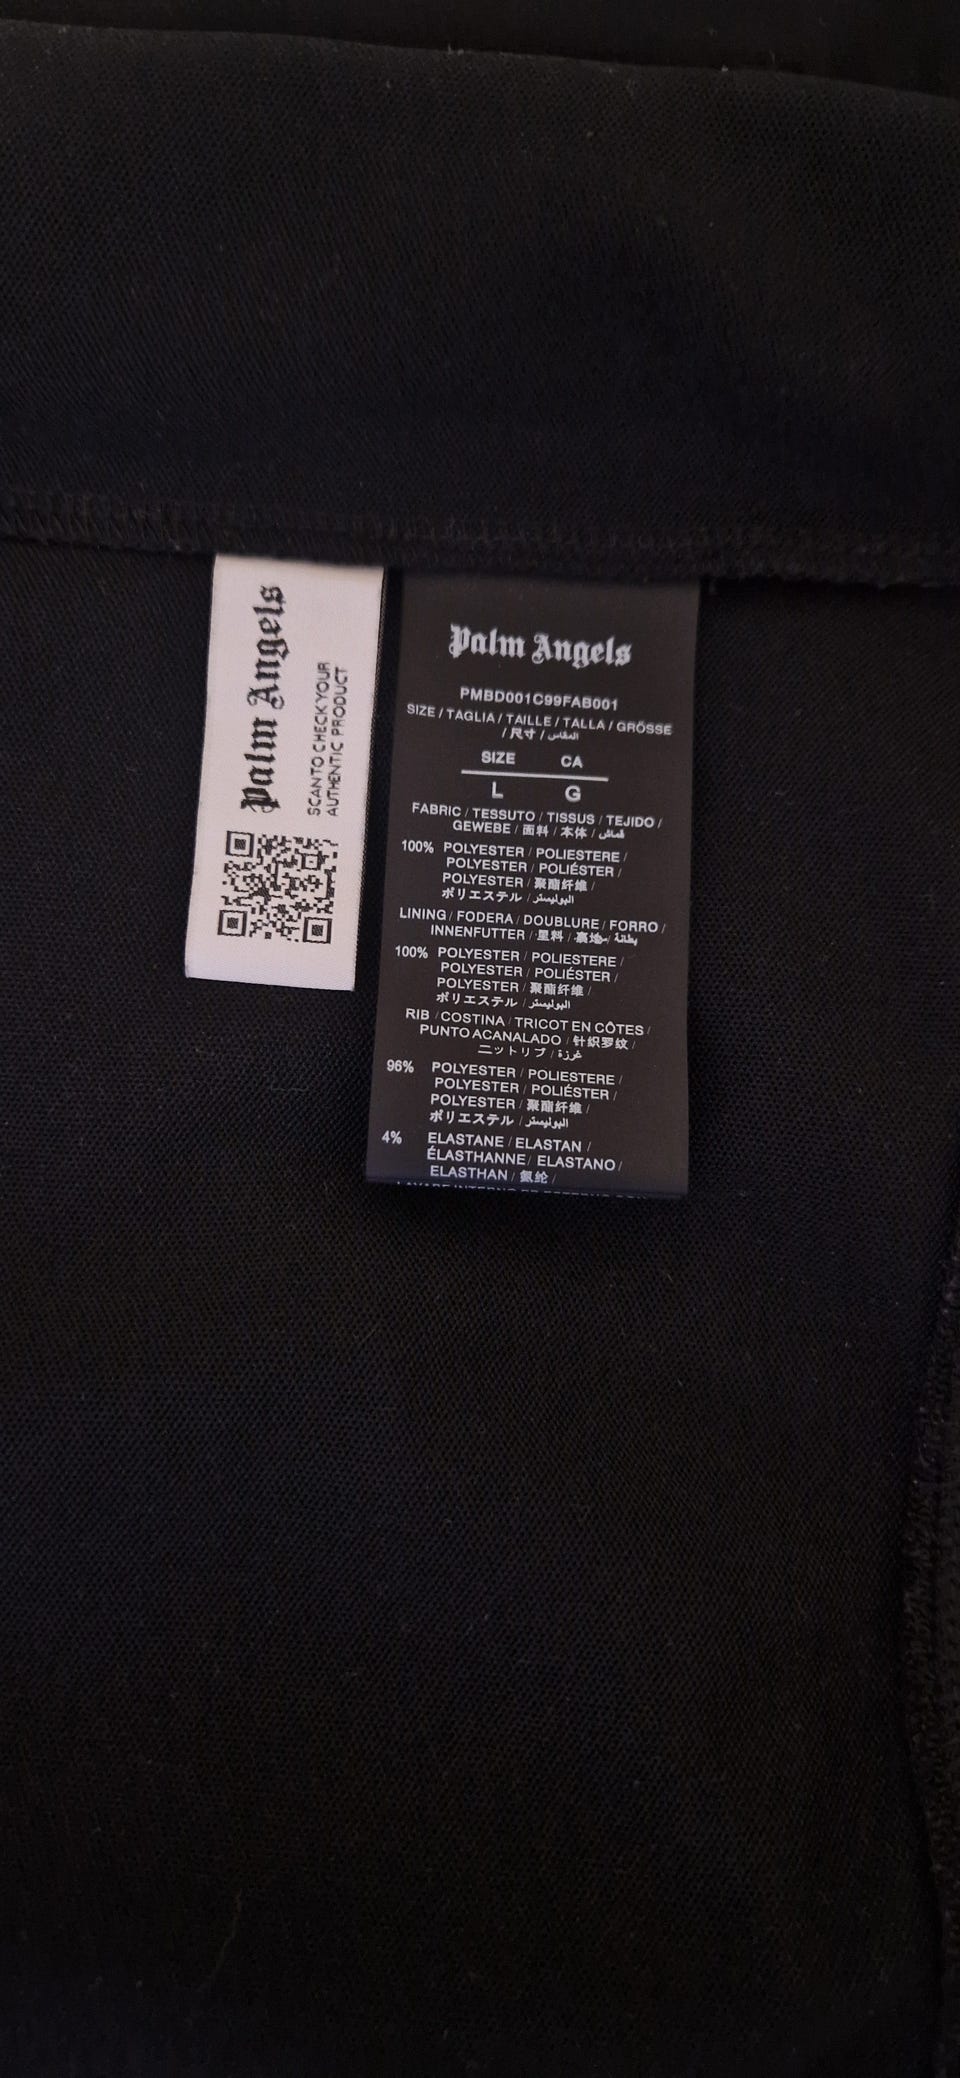 Palm Angels
SCAN TO CHECK YOUR
AUTHENTIC PRODUCT
Palm Angels
PMBD001C99FAB001
SIZE / TAGLIA / TAILLE / TALLA / GRÖSSE
/ 尺寸 / المقاس
SIZE CA
L G
FABRIC / TESSUTO / TISSUS / TEJIDO /
GEWEBE / 面料 / 本体 / قماش
100% POLYESTER / POLIESTERE /
POLYESTER / POLIÉSTER /
POLYESTER / 聚酯纤维 /
ポリエステル / البوليستر
LINING / FODERA / DOUBLURE / FORRO /
INNENFUTTER / 里料 / 裏地 / بطانة
100% POLYESTER / POLIESTERE /
POLYESTER / POLIÉSTER /
POLYESTER / 聚酯纤维 /
ポリエステル / البوليستر
RIB / COSTINA / TRICOT EN CÔTES /
PUNTO ACANALADO / 针织罗纹 /
ニットリブ / غرزة
96% POLYESTER / POLIESTERE /
POLYESTER / POLIÉSTER /
POLYESTER / 聚酯纤维 /
ポリエステル / البوليستر
4% ELASTANE / ELASTAN /
ÉLASTHANNE / ELASTANO /
ELASTHAN / 氨纶 /